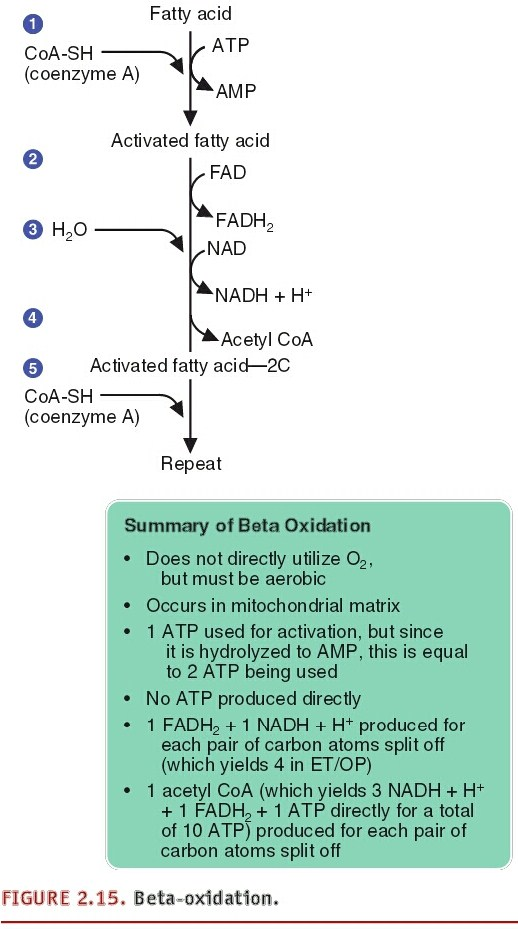 Fatty acid
1
CoA-SH
(coenzyme A)
ATP
AMP
Activated fatty acid
2
FAD
FADH₂
3 H₂O
NAD
NADH + H⁺
4
Acetyl CoA
5 Activated fatty acid—2C
CoA-SH
(coenzyme A)
Repeat
Summary of Beta Oxidation
• Does not directly utilize O₂,
but must be aerobic
• Occurs in mitochondrial matrix
• 1 ATP used for activation, but since
it is hydrolyzed to AMP, this is equal
to 2 ATP being used
• No ATP produced directly
• 1 FADH₂ + 1 NADH + H⁺ produced for
each pair of carbon atoms split off
(which yields 4 in ET/OP)
• 1 acetyl CoA (which yields 3 NADH + H⁺
+ 1 FADH₂ + 1 ATP directly for a total
of 10 ATP) produced for each pair of
carbon atoms split off
FIGURE 2.15. Beta-oxidation.